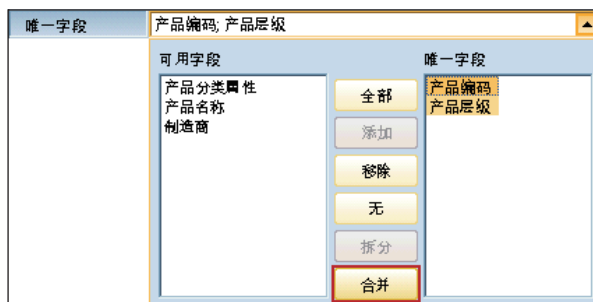 唯一字段
产品编码; 产品层级
可用字段
产品分类属性
产品名称
制造商
全部
添加
移除
无
拆分
合并
唯一字段
产品编码
产品层级